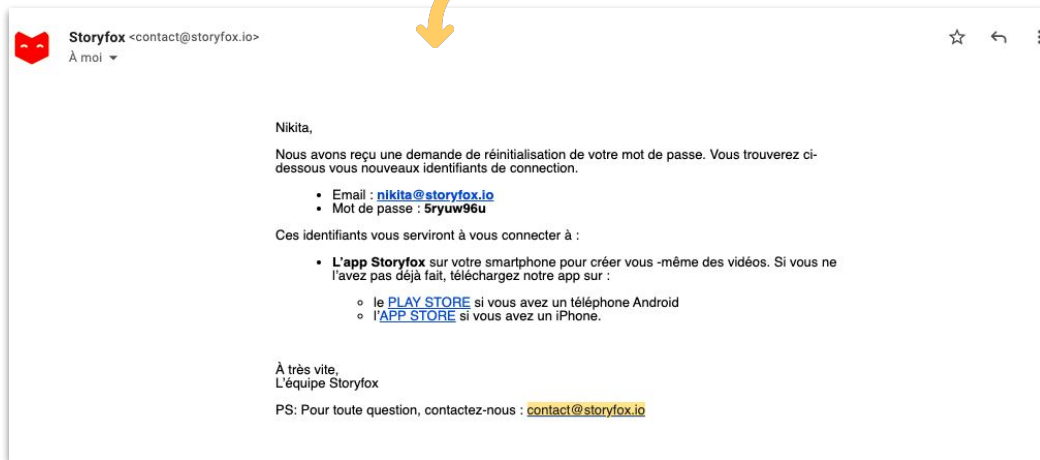 Storyfox <contact@storyfox.io>
À moi
Nikita,
Nous avons reçu une demande de réinitialisation de votre mot de passe. Vous trouverez ci-
dessous vous nouveaux identifiants de connection.
• Email : nikita@storyfox.io
• Mot de passe : 5ryuw96u
Ces identifiants vous serviront à vous connecter à :
• L'app Storyfox sur votre smartphone pour créer vous -même des vidéos. Si vous ne
l'avez pas déjà fait, téléchargez notre app sur :
◦ le PLAY STORE si vous avez un téléphone Android
◦ l'APP STORE si vous avez un iPhone.
À très vite,
L'équipe Storyfox
PS: Pour toute question, contactez-nous : contact@storyfox.io